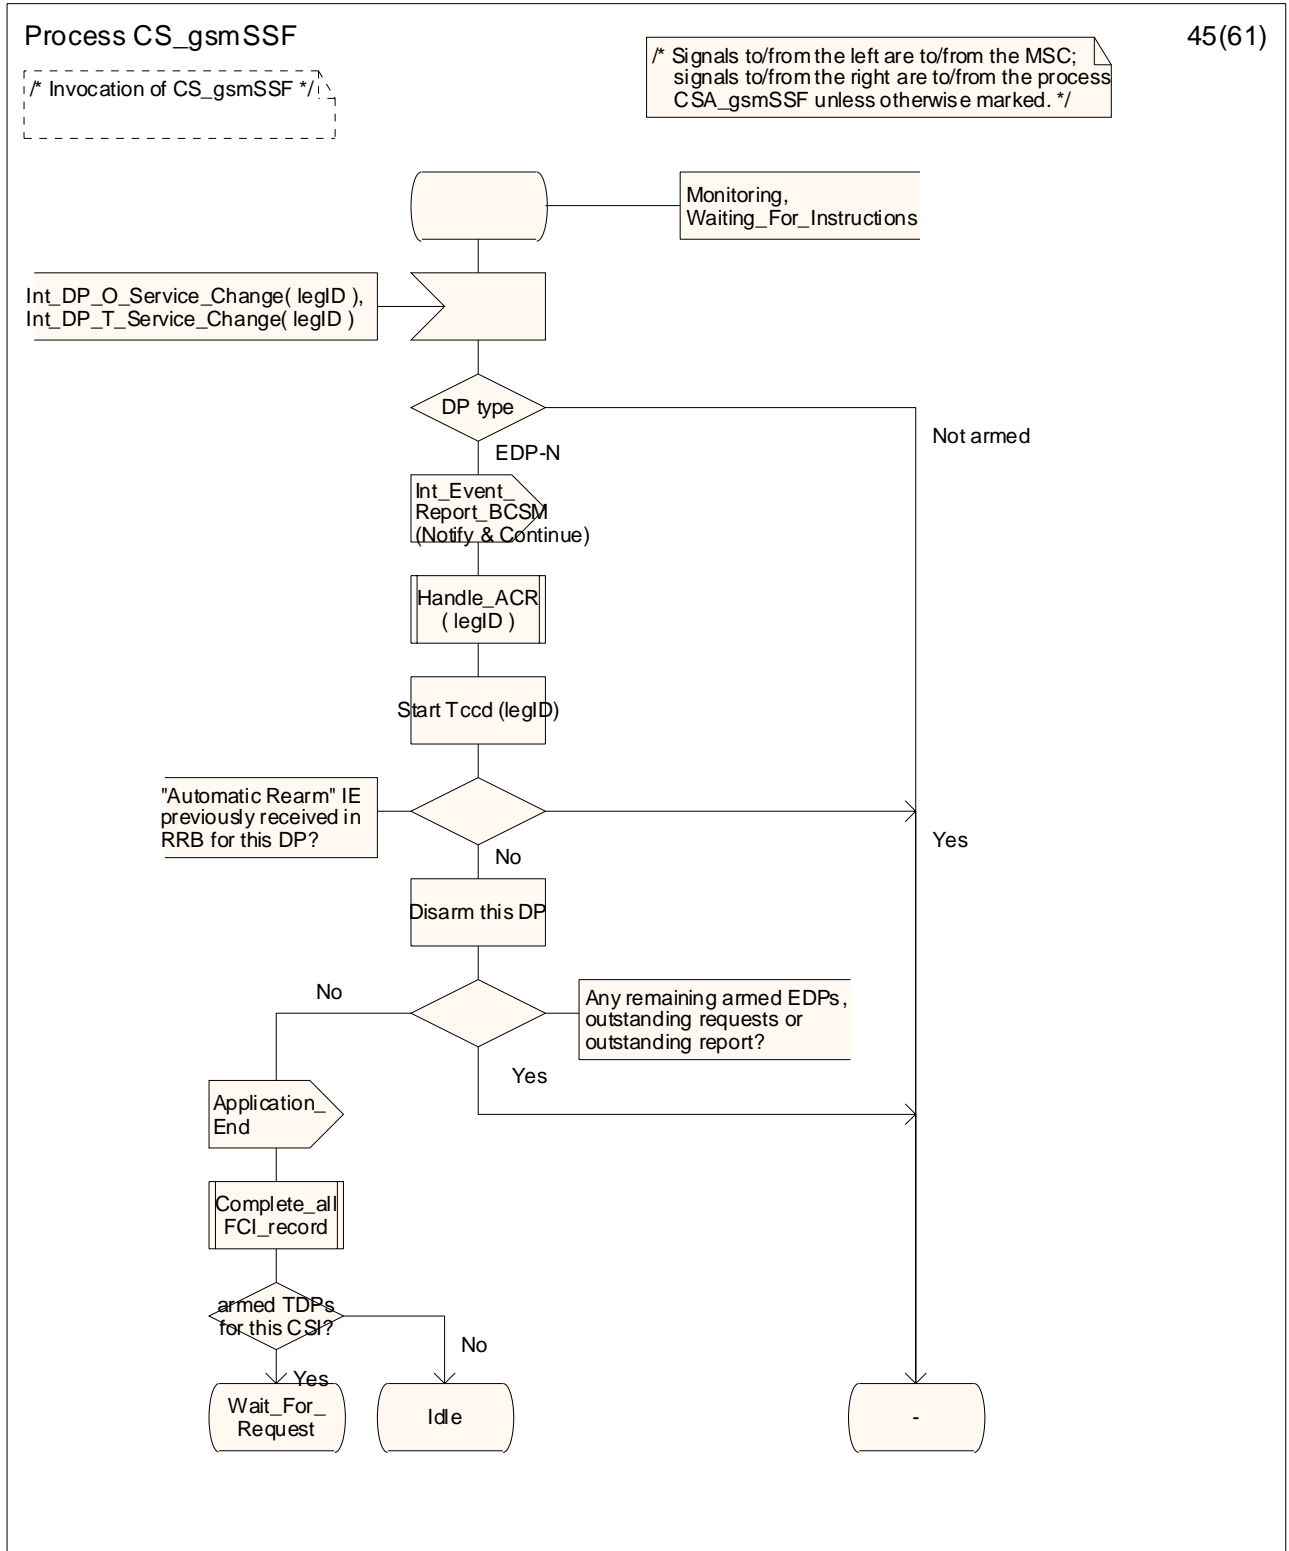 Process CS_gsmSSF
45(61)
/* Invocation of CS_gsmSSF */
/* Signals to/from the left are to/from the MSC;
signals to/from the right are to/from the process
CSA_gsmSSF unless otherwise marked. */
Monitoring,
Waiting_For_Instructions
Int_DP_O_Service_Change( legID ),
Int_DP_T_Service_Change( legID )
DP type
Not armed
EDP-N
Int_Event_
Report_BCSM
(Notify & Continue)
Handle_ACR
( legID )
Start Tccd (legID)
"Automatic Rearm" IE
previously received in
RRB for this DP?
Yes
No
Disarm this DP
No
Any remaining armed EDPs,
outstanding requests or
outstanding report?
Yes
Application_
End
Complete_all
FCI_record
armed TDPs
for this CSI?
No
Yes
Wait_For_
Request
Idle
-